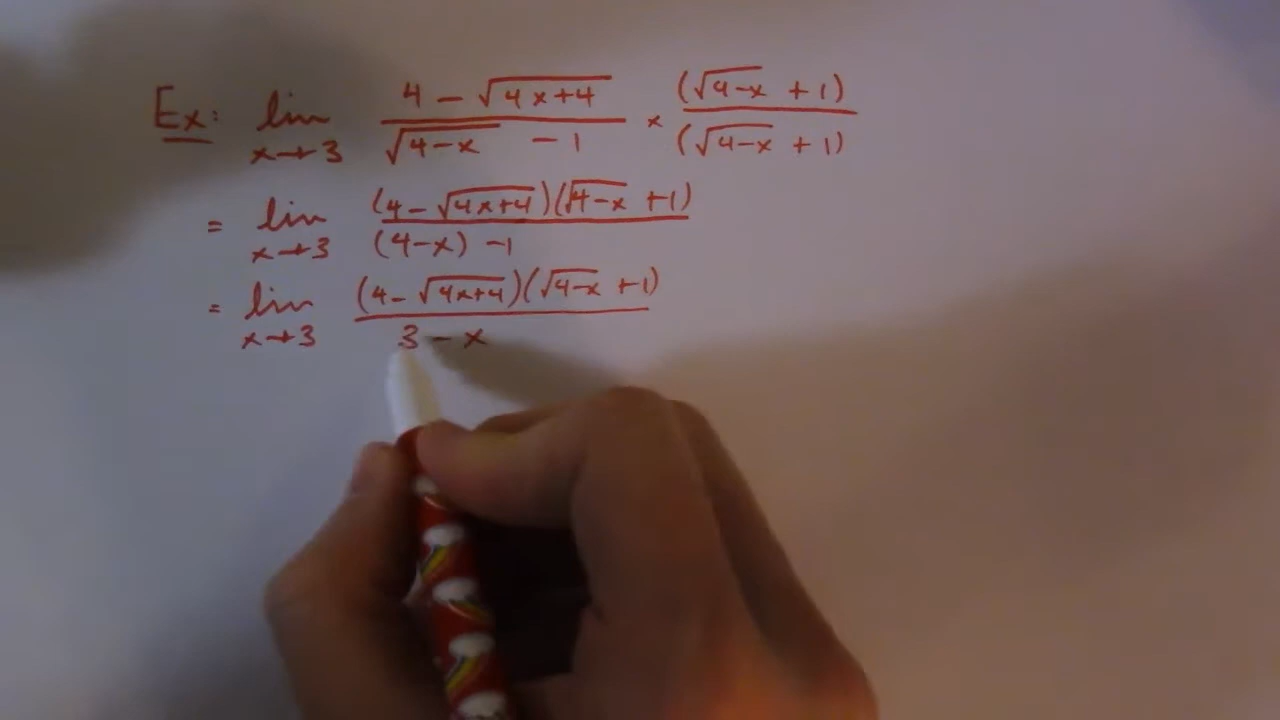 Ex: lim x→3 (4 - √(4x+4))/(√(4-x) - 1) × (√(4-x) + 1)/(√(4-x) + 1)
= lim x→3 ((4 - √(4x+4))(√(4-x) + 1))/((4-x) - 1)
= lim x→3 ((4 - √(4x+4))(√(4-x) + 1))/(3 - x)